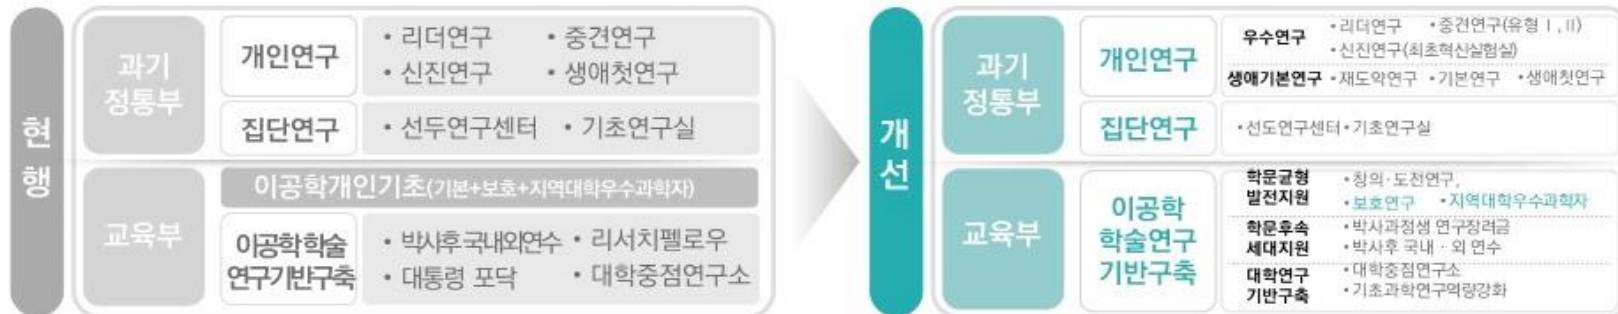 현행
과기
정통부
개인연구
• 리더연구 • 중견연구
• 신진연구 • 생애첫연구
집단연구
• 선두연구센터 • 기초연구실
교육부
이공학개인기초(기본+보호+지역대학우수과학자)
이공학학술
연구기반구축
• 박사후국내외연수 • 리서치펠로우
• 대통령 포닥 • 대학중점연구소
개선
과기
정통부
개인연구
우수연구
•리더연구 •중견연구(유형Ⅰ,Ⅱ)
•신진연구(최초혁신실험실)
생애기본연구 •재도약연구 •기본연구 •생애첫연구
집단연구
•선도연구센터•기초연구실
교육부
이공학
학술연구
기반구축
학문균형
발전지원
•창의·도전연구,
•보호연구 •지역대학우수과학자
학문후속
세대지원
•박사과정생 연구장려금
•박사후 국내·외 연수
대학연구
기반구축
•대학중점연구소
•기초과학연구역량강화